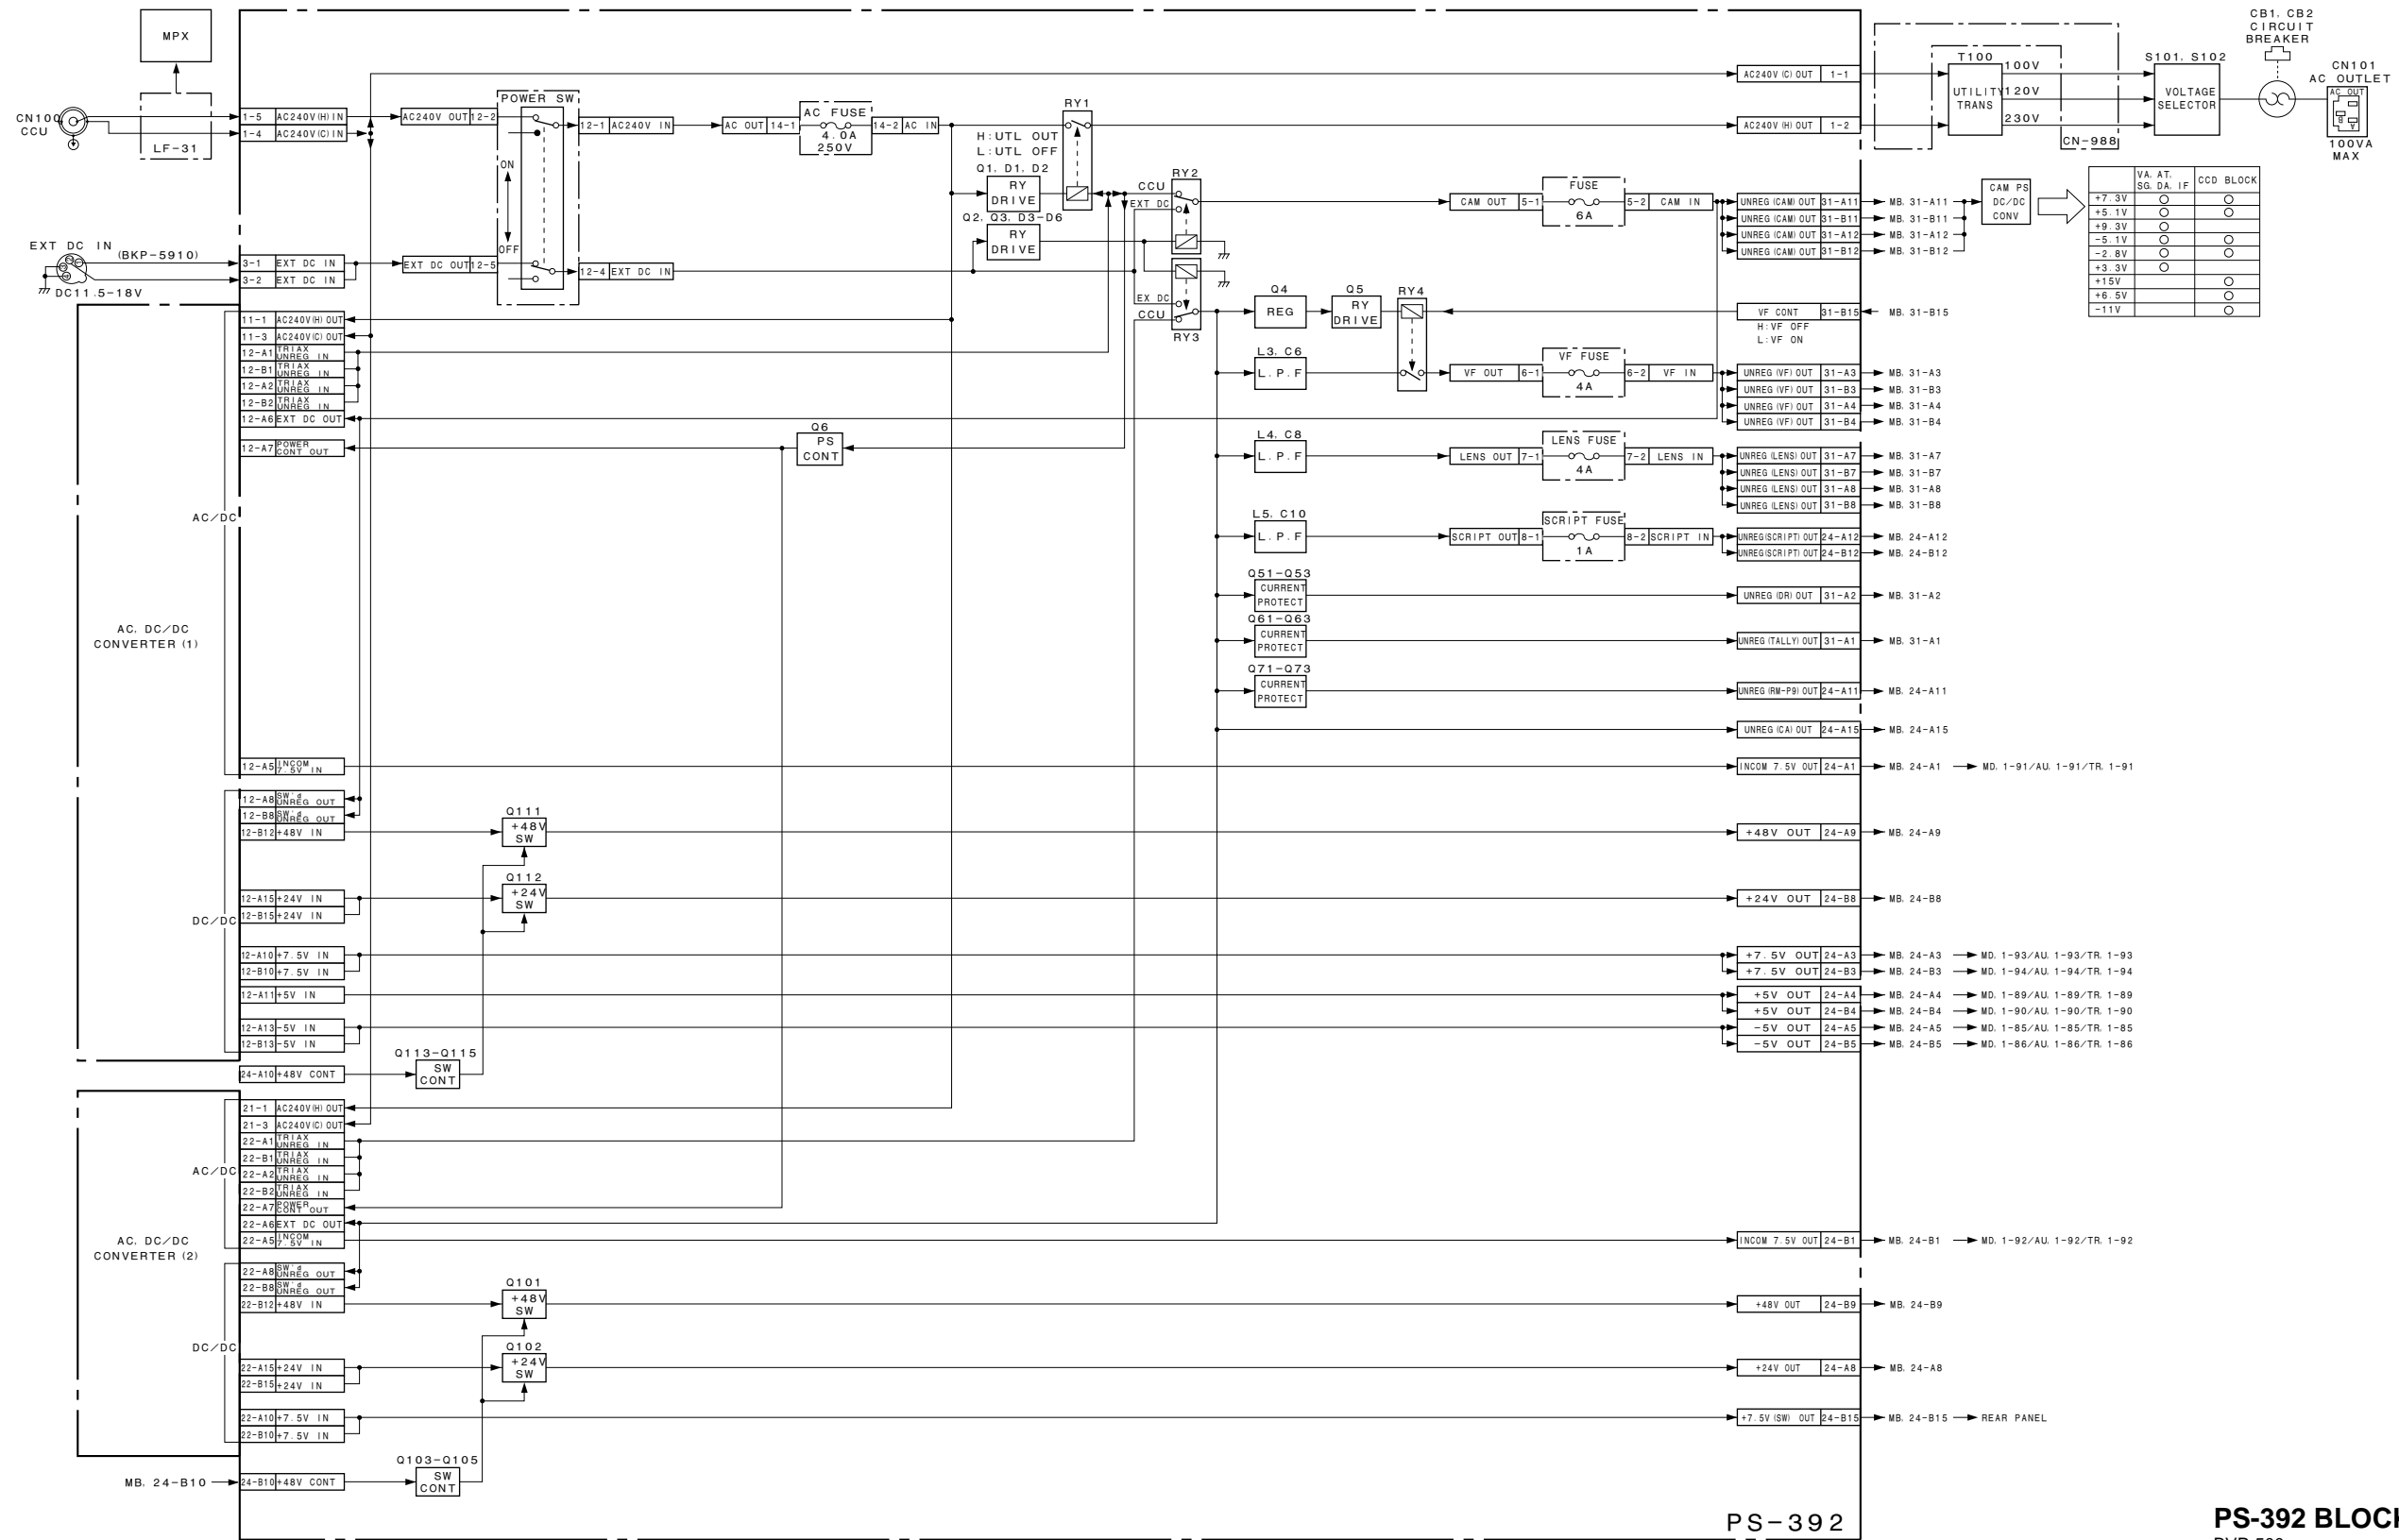 MPX
LF-31
CN100
CCU
1-5 AC240V(H)IN
1-4 AC240V(C)IN
AC240V OUT 12-2
POWER SW
ON
OFF
12-1 AC240V IN
AC OUT 14-1
AC FUSE
4.0A
250V
14-2 AC IN
H:UTL OUT
L:UTL OFF
RY1
Q1, D1, D2
RY
DRIVE
Q2, Q3, D3-D6
RY
DRIVE
RY2
CCU
EXT DC
EX DC
CCU
RY3
EXT DC IN
(BKP-5910)
DC11.5-18V
3-1 EXT DC IN
3-2 EXT DC IN
EXT DC OUT 12-5
12-4 EXT DC IN
CAM OUT 5-1
FUSE
6A
5-2 CAM IN
AC240V(C)OUT 1-1
AC240V(H)OUT 1-2
T100
UTILITY
TRANS
100V
120V
230V
CN-988
S101, S102
VOLTAGE
SELECTOR
CB1, CB2
CIRCUIT
BREAKER
CN101
AC OUTLET
AC OUT
100VA
MAX
UNREG(CAM)OUT 31-A11 MB, 31-A11
UNREG(CAM)OUT 31-B11 MB, 31-B11
UNREG(CAM)OUT 31-A12 MB, 31-A12
UNREG(CAM)OUT 31-B12 MB, 31-B12
CAM PS
DC/DC
CONV
VA, AT,
SG, DA, IF
CCD BLOCK
+7.3V ○ ○
+5.1V ○ ○
+9.3V ○
-5.1V ○ ○
-2.8V ○ ○
+3.3V ○
+15V ○
+6.5V ○
-11V ○
Q4
REG
Q5
RY
DRIVE
RY4
VF CONT 31-B15 MB, 31-B15
H:VF OFF
L:VF ON
L3, C6
L.P.F
VF OUT 6-1
VF FUSE
4A
6-2 VF IN
UNREG(VF)OUT 31-A3 MB, 31-A3
UNREG(VF)OUT 31-B3 MB, 31-B3
UNREG(VF)OUT 31-A4 MB, 31-A4
UNREG(VF)OUT 31-B4 MB, 31-B4
L4, C8
L.P.F
LENS OUT 7-1
LENS FUSE
4A
7-2 LENS IN
UNREG(LENS)OUT 31-A7 MB, 31-A7
UNREG(LENS)OUT 31-B7 MB, 31-B7
UNREG(LENS)OUT 31-A8 MB, 31-A8
UNREG(LENS)OUT 31-B8 MB, 31-B8
L5, C10
L.P.F
SCRIPT OUT 8-1
SCRIPT FUSE
1A
8-2 SCRIPT IN
UNREG(SCRIPT)OUT 24-A12 MB, 24-A12
UNREG(SCRIPT)OUT 24-B12 MB, 24-B12
Q51-Q53
CURRENT
PROTECT
UNREG(DR)OUT 31-A2 MB, 31-A2
Q61-Q63
CURRENT
PROTECT
UNREG(TALLY)OUT 31-A1 MB, 31-A1
Q71-Q73
CURRENT
PROTECT
UNREG(RM-P9)OUT 24-A11 MB, 24-A11
UNREG(CA)OUT 24-A15 MB, 24-A15
11-1 AC240V(H)OUT
11-3 AC240V(C)OUT
12-A1 TRIAX UNREG IN
12-B1 TRIAX UNREG IN
12-A2 TRIAX UNREG IN
12-B2 TRIAX UNREG IN
12-A6 EXT DC OUT
12-A7 POWER CONT OUT
Q6
PS
CONT
AC/DC
AC, DC/DC
CONVERTER(1)
12-A5 INCOM 7.5V IN
INCOM 7.5V OUT 24-A1 MB, 24-A1 MD, 1-91/AU, 1-91/TR, 1-91
12-A8 SW'd UNREG OUT
12-B8 SW'd UNREG OUT
12-B12 +48V IN
Q111
+48V
SW
+48V OUT 24-A9 MB, 24-A9
DC/DC
12-A15 +24V IN
12-B15 +24V IN
Q112
+24V
SW
+24V OUT 24-B8 MB, 24-B8
12-A10 +7.5V IN
12-B10 +7.5V IN
+7.5V OUT 24-A3 MB, 24-A3 MD, 1-93/AU, 1-93/TR, 1-93
+7.5V OUT 24-B3 MB, 24-B3 MD, 1-94/AU, 1-94/TR, 1-94
12-A11 +5V IN
+5V OUT 24-A4 MB, 24-A4 MD, 1-89/AU, 1-89/TR, 1-89
+5V OUT 24-B4 MB, 24-B4 MD, 1-90/AU, 1-90/TR, 1-90
12-A13 -5V IN
12-B13 -5V IN
-5V OUT 24-A5 MB, 24-A5 MD, 1-85/AU, 1-85/TR, 1-85
-5V OUT 24-B5 MB, 24-B5 MD, 1-86/AU, 1-86/TR, 1-86
24-A10 +48V CONT
Q113-Q115
SW
CONT
21-1 AC240V(H)OUT
21-3 AC240V(C)OUT
22-A1 TRIAX UNREG IN
22-B1 TRIAX UNREG IN
22-A2 TRIAX UNREG IN
22-B2 TRIAX UNREG IN
22-A7 POWER CONT OUT
22-A6 EXT DC OUT
22-A5 INCOM 7.5V IN
AC/DC
AC, DC/DC
CONVERTER(2)
INCOM 7.5V OUT 24-B1 MB, 24-B1 MD, 1-92/AU, 1-92/TR, 1-92
22-A8 SW'd UNREG OUT
22-B8 SW'd UNREG OUT
22-B12 +48V IN
Q101
+48V
SW
+48V OUT 24-B9 MB, 24-B9
DC/DC
22-A15 +24V IN
22-B15 +24V IN
Q102
+24V
SW
+24V OUT 24-A8 MB, 24-A8
22-A10 +7.5V IN
22-B10 +7.5V IN
+7.5V(SW) OUT 24-B15 MB, 24-B15 REAR PANEL
MB, 24-B10
24-B10 +48V CONT
Q103-Q105
SW
CONT
PS-392
PS-392 BLOCK